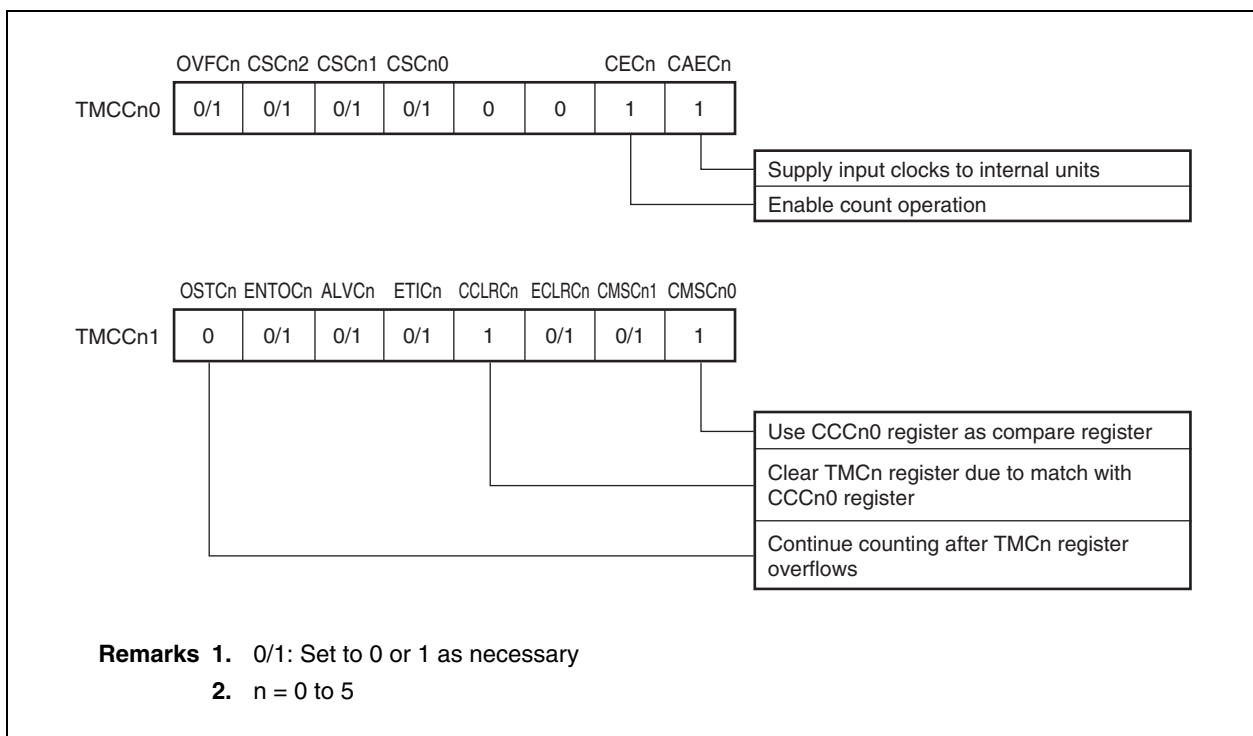 OVFCn CSCn2 CSCn1 CSCn0 CECn CAECn
TMCCn0 0/1 0/1 0/1 0/1 0 0 1 1
Supply input clocks to internal units
Enable count operation
OSTCn ENTOCn ALVCn ETICn CCLRCn ECLRCn CMSCn1 CMSCn0
TMCCn1 0 0/1 0/1 0/1 1 0/1 0/1 1
Use CCCn0 register as compare register
Clear TMCn register due to match with
CCCn0 register
Continue counting after TMCn register
overflows
Remarks 1. 0/1: Set to 0 or 1 as necessary
2. n = 0 to 5